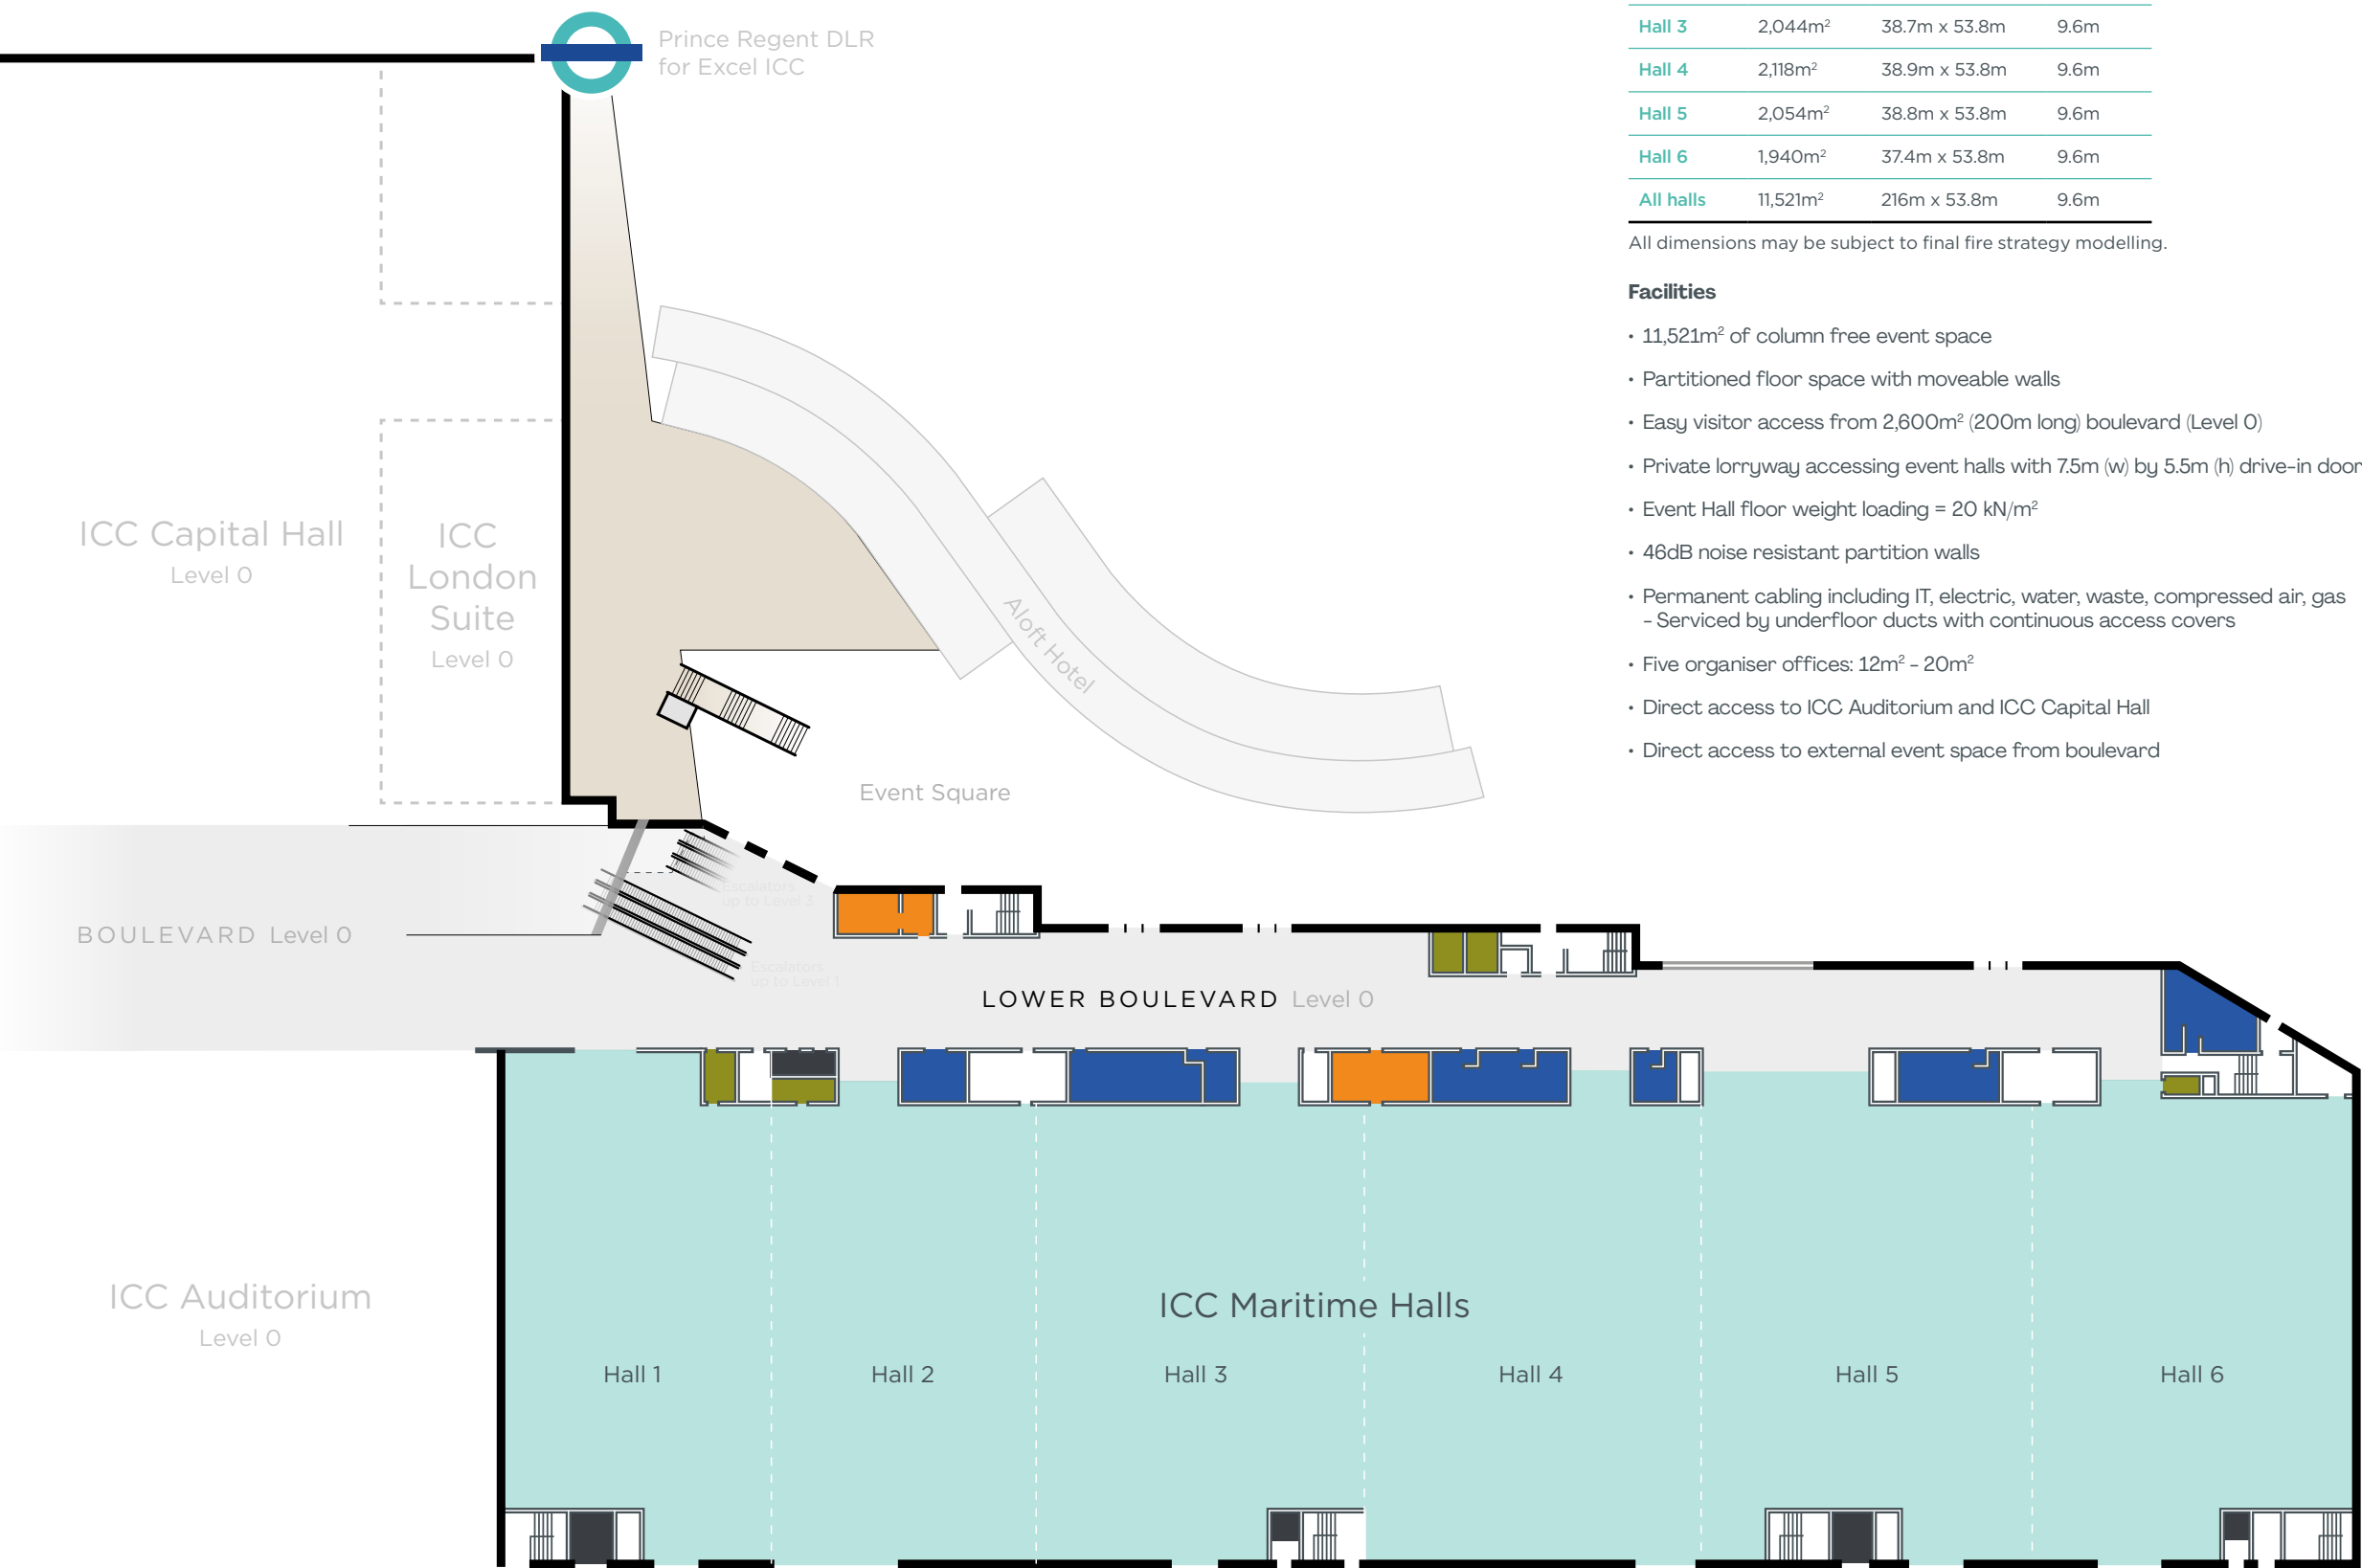 Prince Regent DLR
for Excel ICC
Hall 3 2,044m² 38.7m x 53.8m 9.6m
Hall 4 2,118m² 38.9m x 53.8m 9.6m
Hall 5 2,054m² 38.8m x 53.8m 9.6m
Hall 6 1,940m² 37.4m x 53.8m 9.6m
All halls 11,521m² 216m x 53.8m 9.6m
All dimensions may be subject to final fire strategy modelling.
Facilities
• 11,521m² of column free event space
• Partitioned floor space with moveable walls
• Easy visitor access from 2,600m² (200m long) boulevard (Level 0)
• Private lorryway accessing event halls with 7.5m (w) by 5.5m (h) drive-in door
• Event Hall floor weight loading = 20 kN/m²
• 46dB noise resistant partition walls
• Permanent cabling including IT, electric, water, waste, compressed air, gas
- Serviced by underfloor ducts with continuous access covers
• Five organiser offices: 12m² - 20m²
• Direct access to ICC Auditorium and ICC Capital Hall
• Direct access to external event space from boulevard
ICC Capital Hall
Level 0
ICC
London
Suite
Level 0
Aloft Hotel
Event Square
Escalators
up to Level 3
BOULEVARD Level 0
Escalators
up to Level 1
LOWER BOULEVARD Level 0
ICC Auditorium
Level 0
ICC Maritime Halls
Hall 1
Hall 2
Hall 3
Hall 4
Hall 5
Hall 6